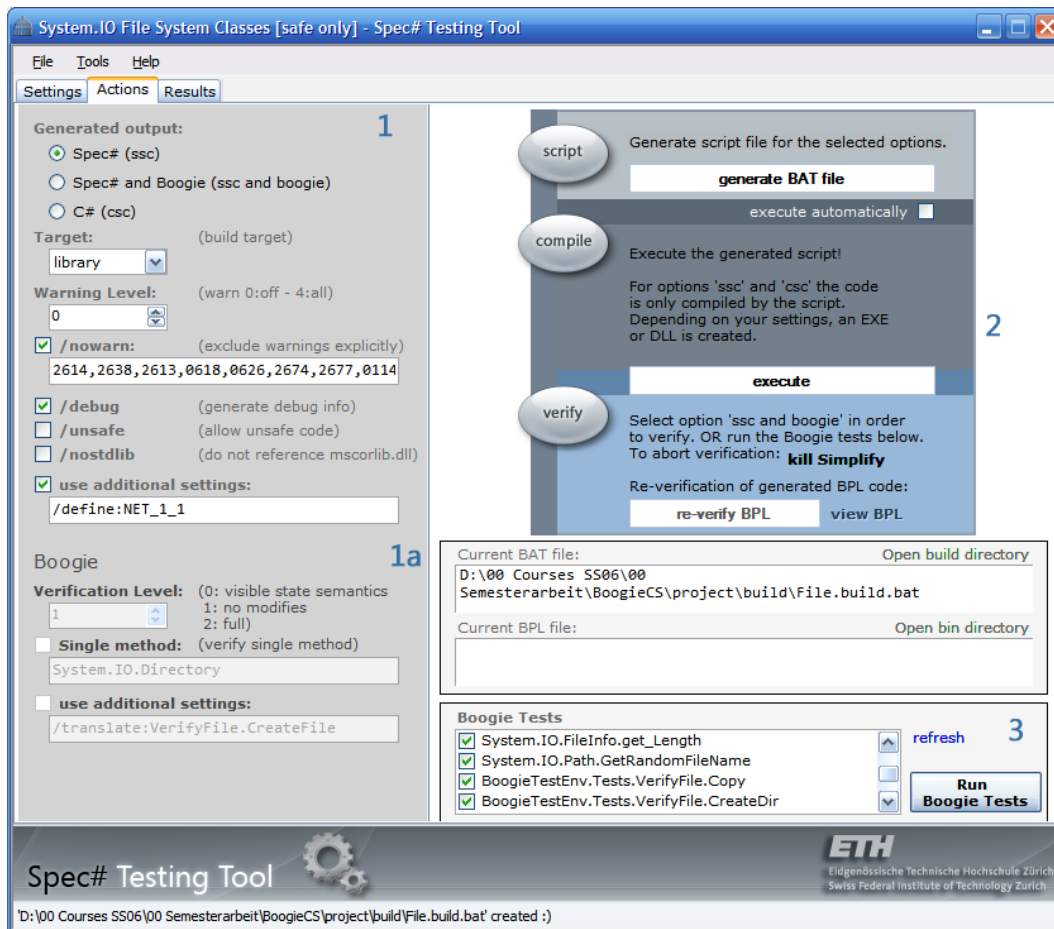 System.IO File System Classes [safe only] - Spec# Testing Tool
File Tools Help
Settings Actions Results
Generated output: 1
Spec# (ssc)
Spec# and Boogie (ssc and boogie)
C# (csc)
Target: (build target)
library
Warning Level: (warn 0:off - 4:all)
0
/nowarn: (exclude warnings explicitly)
2614,2638,2613,0618,0626,2674,2677,0114
/debug (generate debug info)
/unsafe (allow unsafe code)
/nostdlib (do not reference mscorlib.dll)
use additional settings:
/define:NET_1_1
Boogie 1a
Verification Level: (0: visible state semantics
1 1: no modifies
2: full)
Single method: (verify single method)
System.IO.Directory
use additional settings:
/translate:VerifyFile.CreateFile
script
Generate script file for the selected options.
generate BAT file
execute automatically
compile
Execute the generated script!
For options 'ssc' and 'csc' the code
is only compiled by the script.
Depending on your settings, an EXE
or DLL is created.
2
execute
verify
Select option 'ssc and boogie' in order
to verify. OR run the Boogie tests below.
To abort verification: kill Simplify
Re-verification of generated BPL code:
re-verify BPL view BPL
Current BAT file: Open build directory
D:\00 Courses SS06\00
Semesterarbeit\BoogieCS\project\build\File.build.bat
Current BPL file: Open bin directory
Boogie Tests
System.IO.FileInfo.get_Length
System.IO.Path.GetRandomFileName
BoogieTestEnv.Tests.VerifyFile.Copy
BoogieTestEnv.Tests.VerifyFile.CreateDir
refresh 3
Run
Boogie Tests
Spec# Testing Tool
ETH
Eidgenössische Technische Hochschule Zürich
Swiss Federal Institute of Technology Zurich
'D:\00 Courses SS06\00 Semesterarbeit\BoogieCS\project\build\File.build.bat' created :)